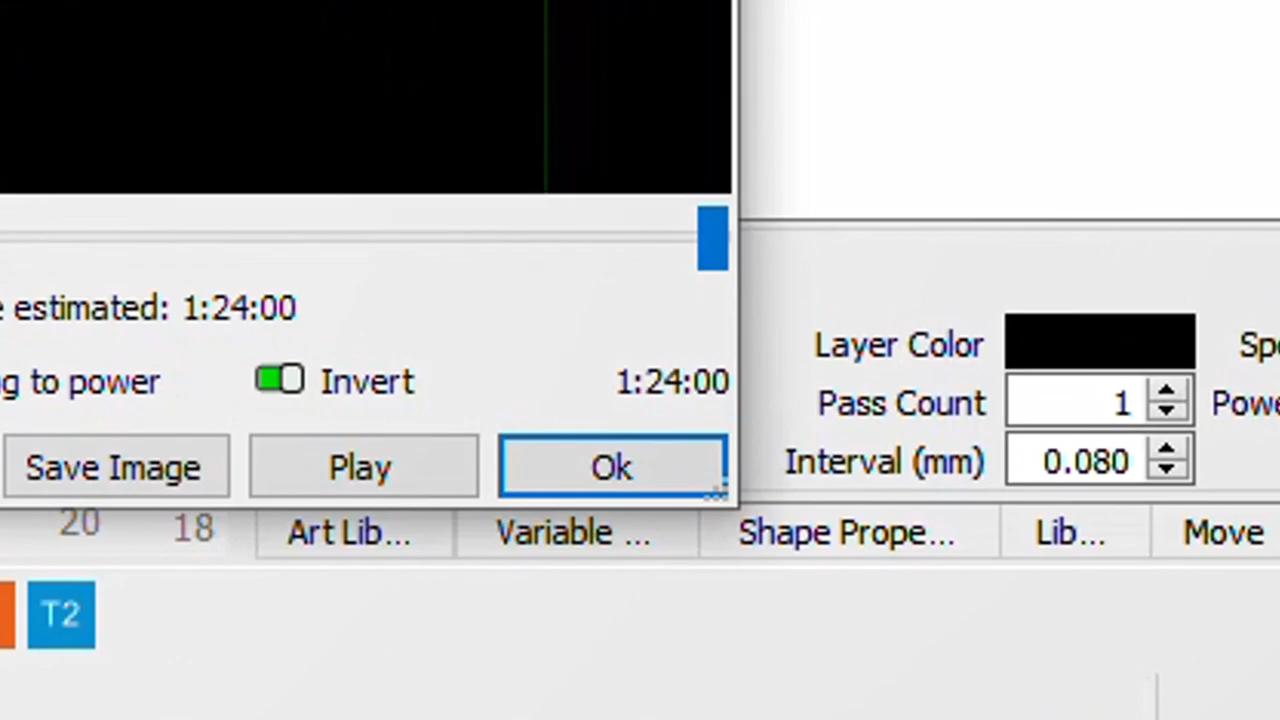 estimated: 1:24:00
to power Invert 1:24:00
Save Image Play Ok
Layer Color
Pass Count 1
Interval (mm) 0.080
20 18 Art Lib... Variable ... Shape Prope... Lib... Move
T2